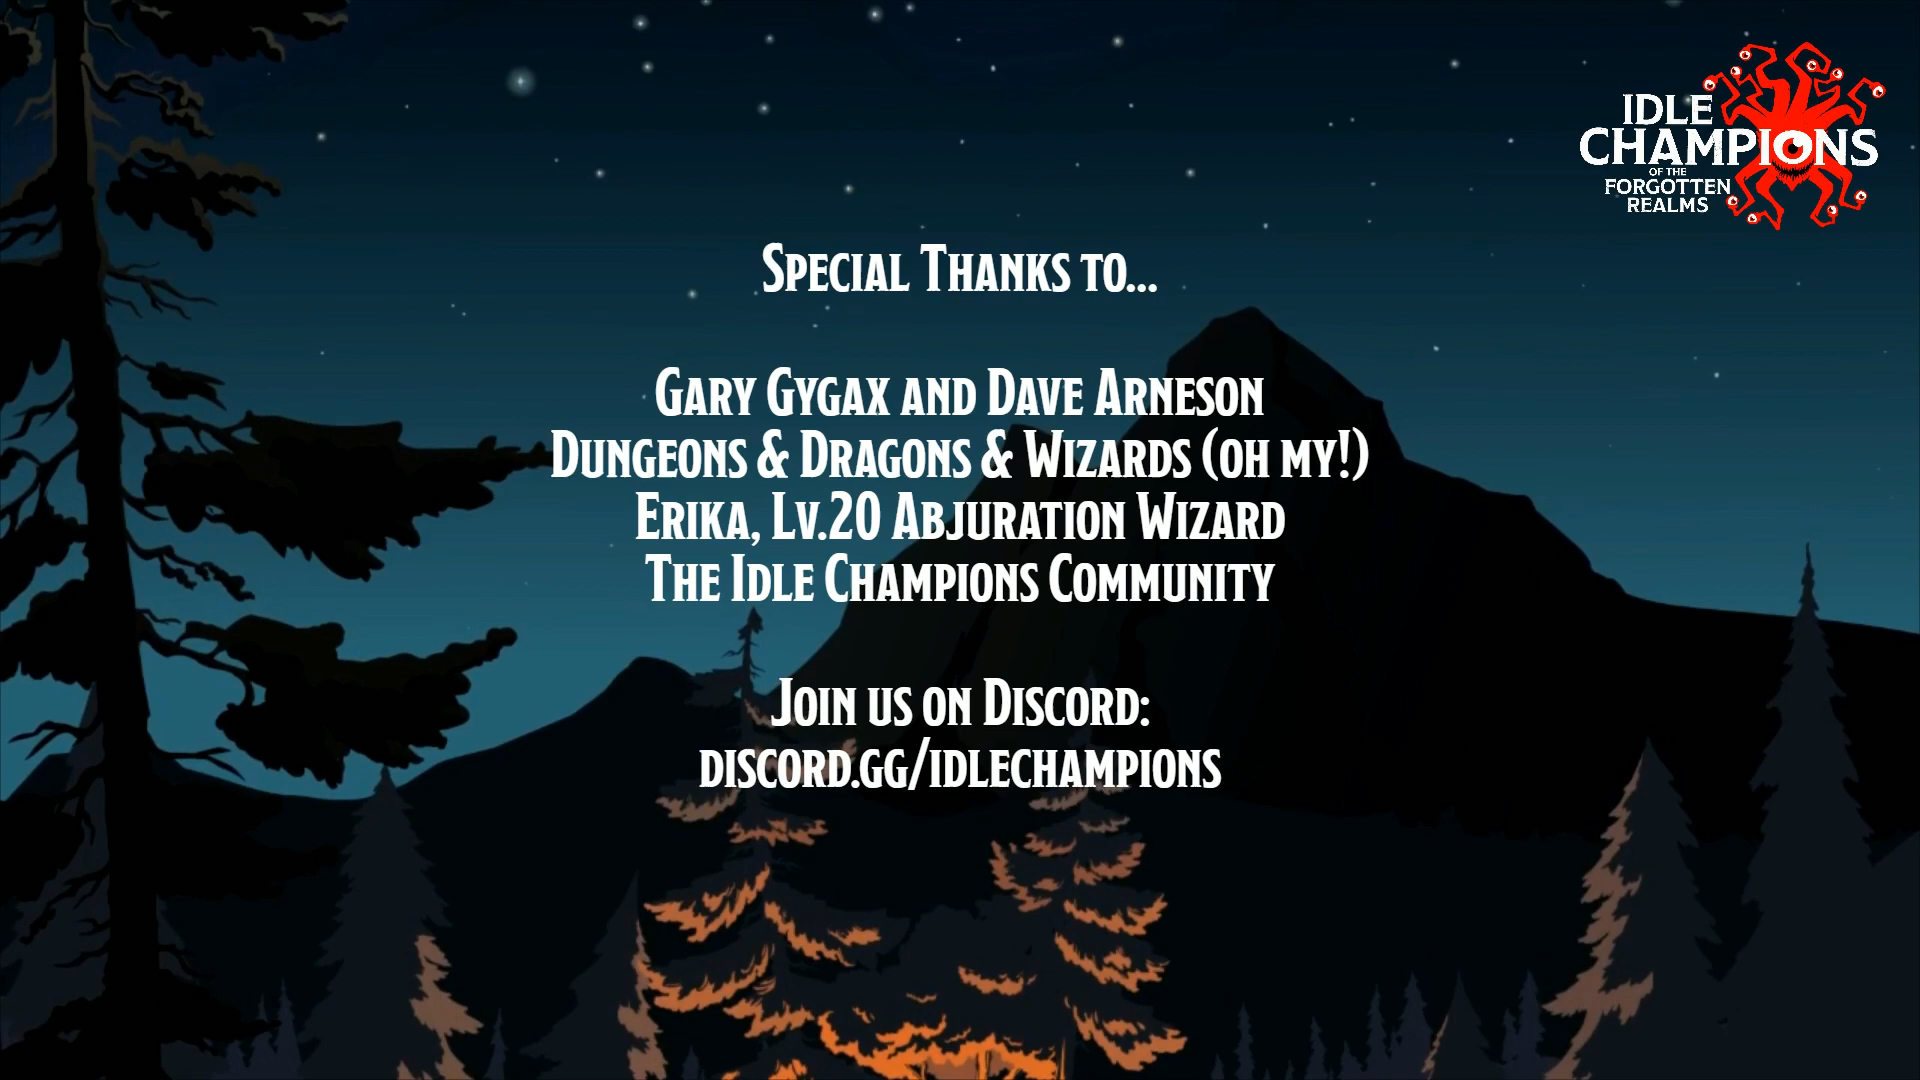 IDLE
CHAMPIONS
OF THE
FORGOTTEN
REALMS
Special Thanks to...
Gary Gygax and Dave Arneson
Dungeons & Dragons & Wizards (oh my!)
Erika, Lv.20 Abjuration Wizard
The Idle Champions Community
Join us on Discord:
discord.gg/idlechampions